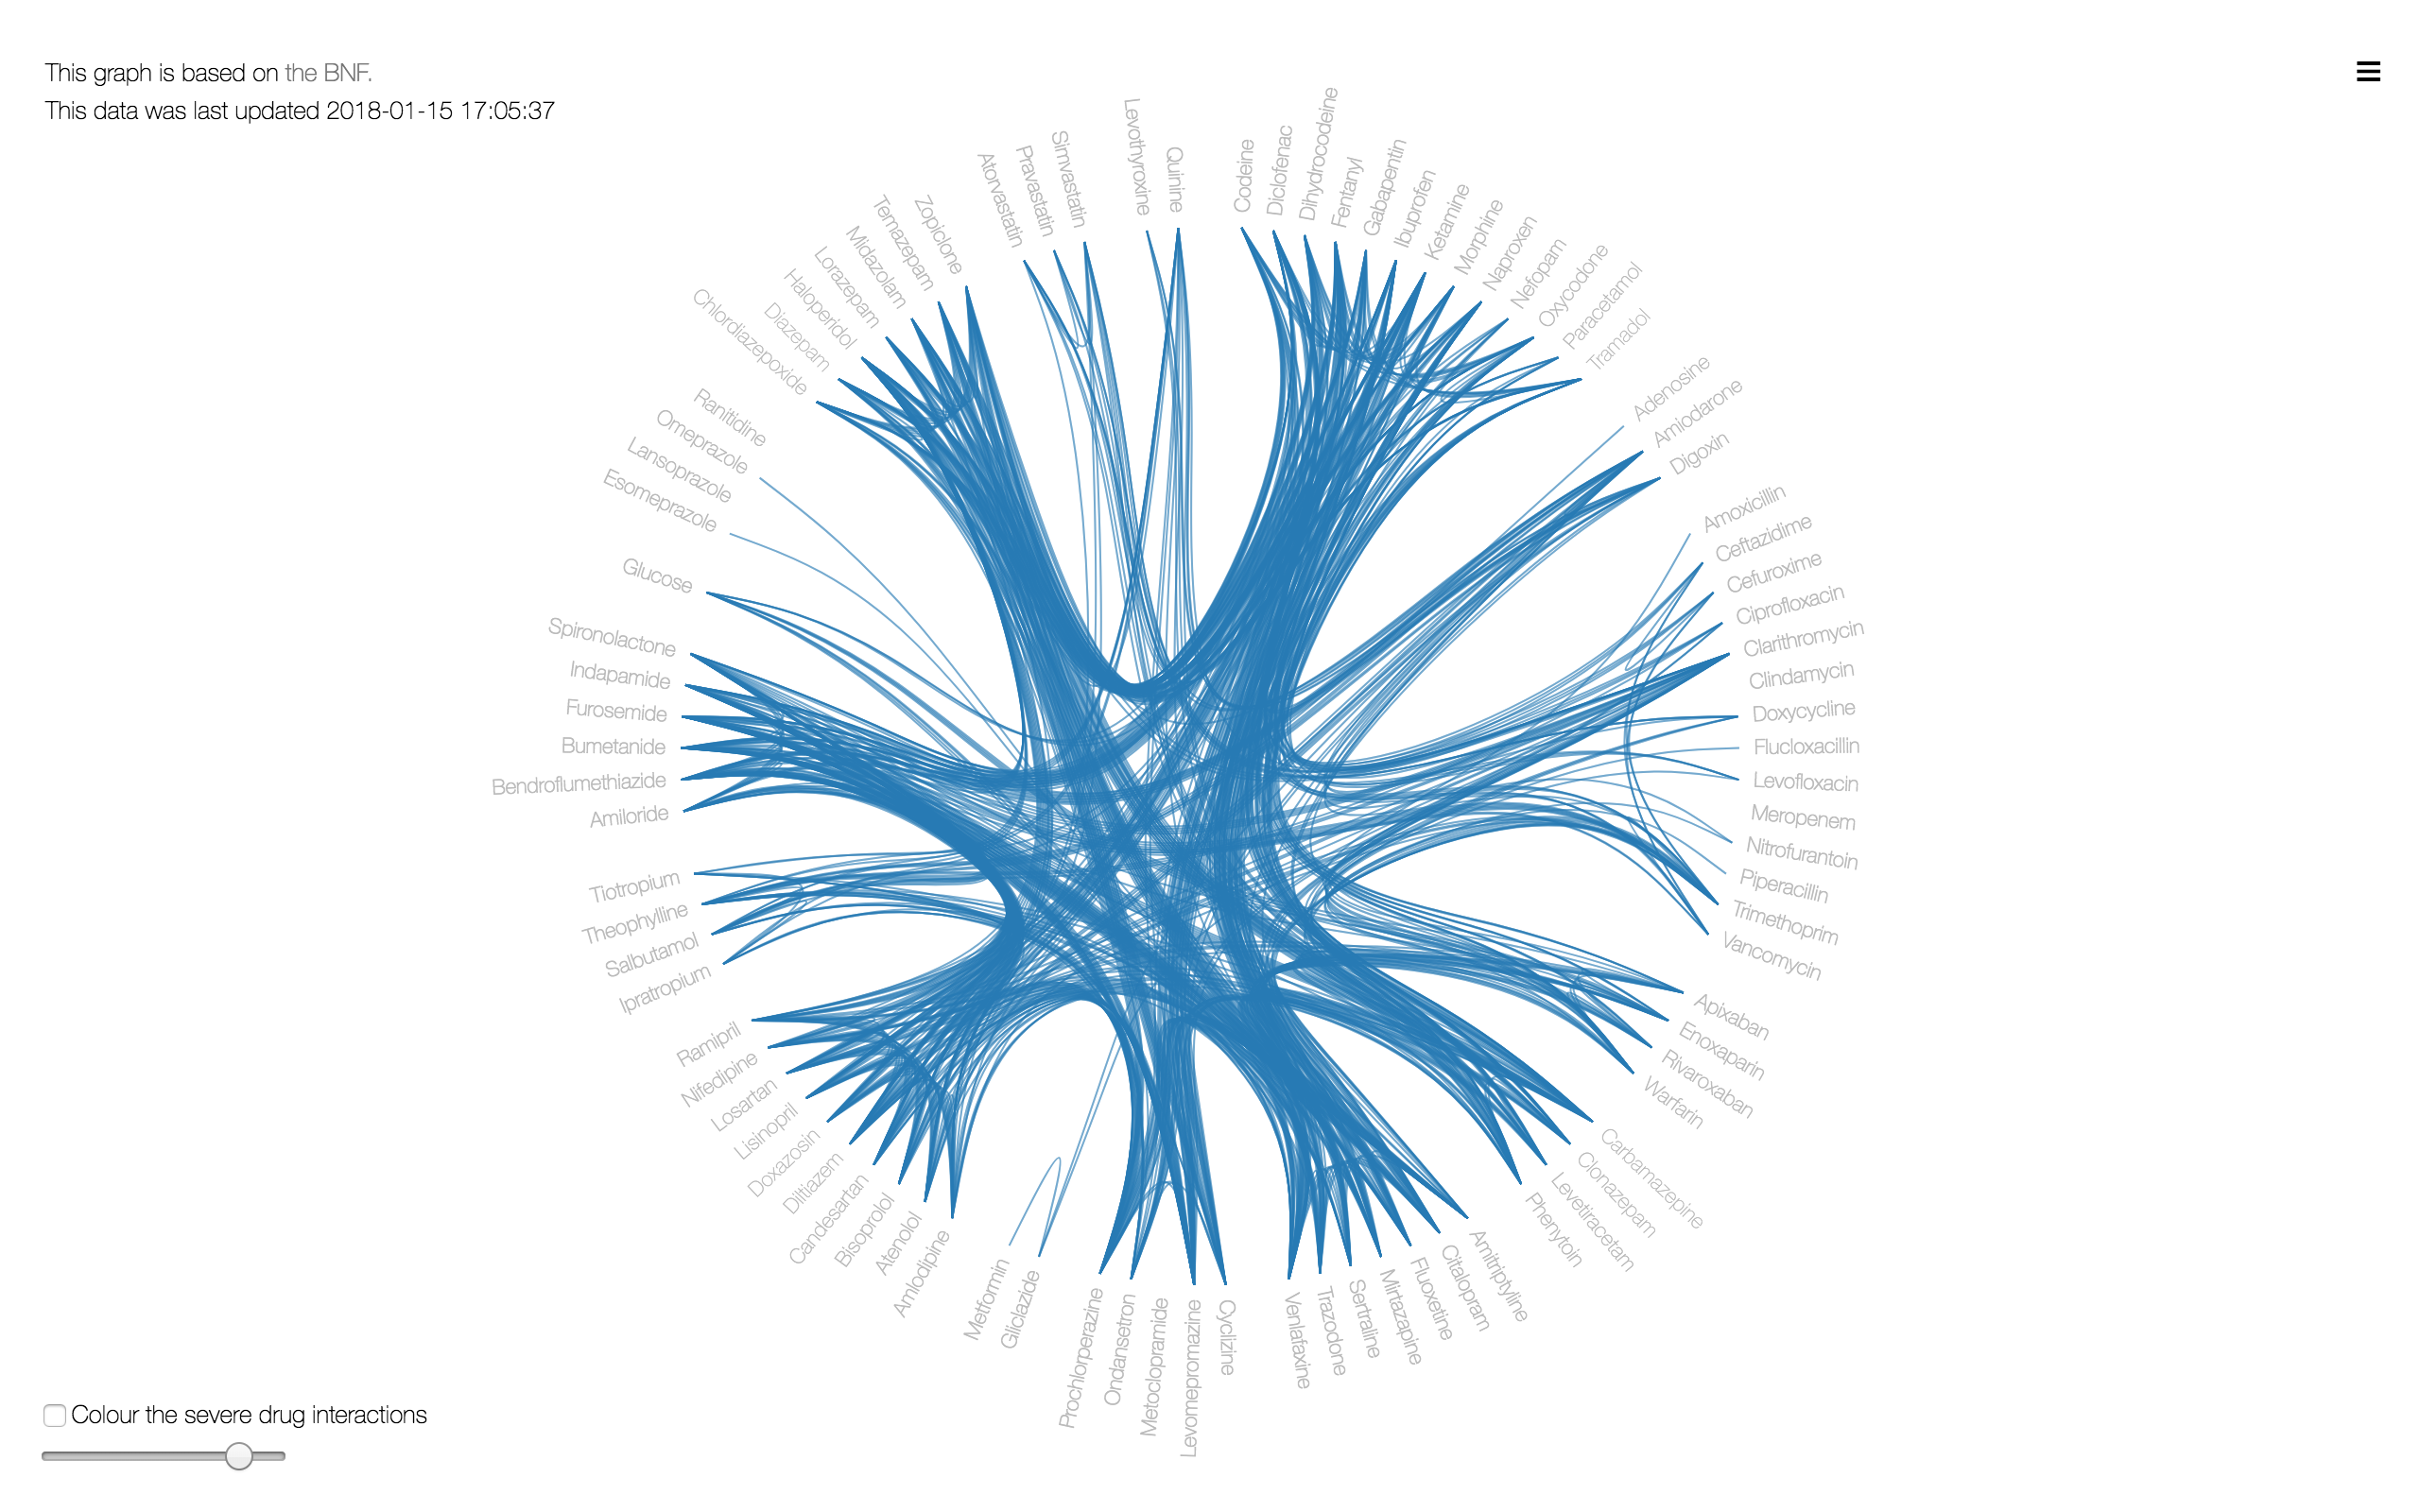 This graph is based on the BNF.
This data was last updated 2018-01-15 17:05:37
Codeine
Diclofenac
Dihydrocodeine
Fentanyl
Gabapentin
Ibuprofen
Ketamine
Morphine
Naproxen
Nefopam
Oxycodone
Paracetamol
Tramadol
Adenosine
Amiodarone
Digoxin
Amoxicillin
Ceftazidime
Cefuroxime
Ciprofloxacin
Clarithromycin
Clindamycin
Doxycycline
Flucloxacillin
Levofloxacin
Meropenem
Nitrofurantoin
Piperacillin
Trimethoprim
Vancomycin
Apixaban
Enoxaparin
Rivaroxaban
Warfarin
Carbamazepine
Clonazepam
Levetiracetam
Phenytoin
Amitriptyline
Citalopram
Fluoxetine
Mirtazapine
Sertraline
Trazodone
Venlafaxine
Cyclizine
Levomepromazine
Metoclopramide
Ondansetron
Prochlorperazine
Gliclazide
Metformin
Amlodipine
Atenolol
Bisoprolol
Candesartan
Diltiazem
Doxazosin
Lisinopril
Losartan
Nifedipine
Ramipril
Ipratropium
Salbutamol
Theophylline
Tiotropium
Amiloride
Bendroflumethiazide
Bumetanide
Furosemide
Indapamide
Spironolactone
Glucose
Esomeprazole
Lansoprazole
Omeprazole
Ranitidine
Chlordiazepoxide
Diazepam
Haloperidol
Lorazepam
Midazolam
Temazepam
Zopiclone
Atorvastatin
Pravastatin
Simvastatin
Levothyroxine
Quinine
Colour the severe drug interactions